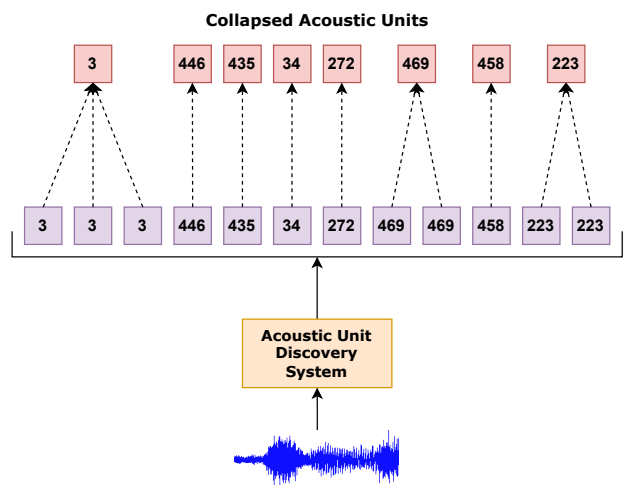 Collapsed Acoustic Units
3 446 435 34 272 469 458 223
3 3 3 446 435 34 272 469 469 458 223 223
Acoustic Unit
Discovery
System